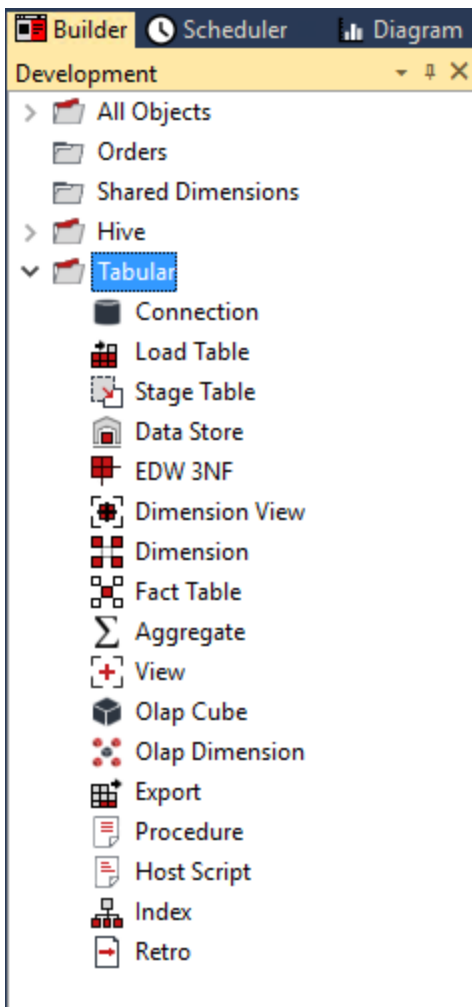 Builder Scheduler Diagram
Development
All Objects
Orders
Shared Dimensions
Hive
Tabular
Connection
Load Table
Stage Table
Data Store
EDW 3NF
Dimension View
Dimension
Fact Table
Aggregate
View
Olap Cube
Olap Dimension
Export
Procedure
Host Script
Index
Retro